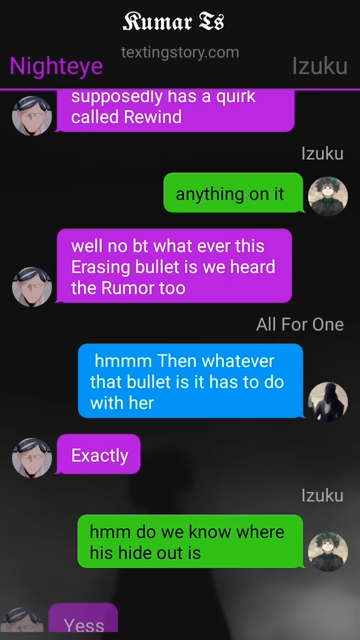 Kumar Ts
textingstory.com
Nighteye
Izuku
supposedly has a quirk
called Rewind
Izuku
anything on it
well no bt what ever this
Erasing bullet is we heard
the Rumor too
All For One
hmmm Then whatever
that bullet is it has to do
with her
Exactly
Izuku
hmm do we know where
his hide out is
Yess